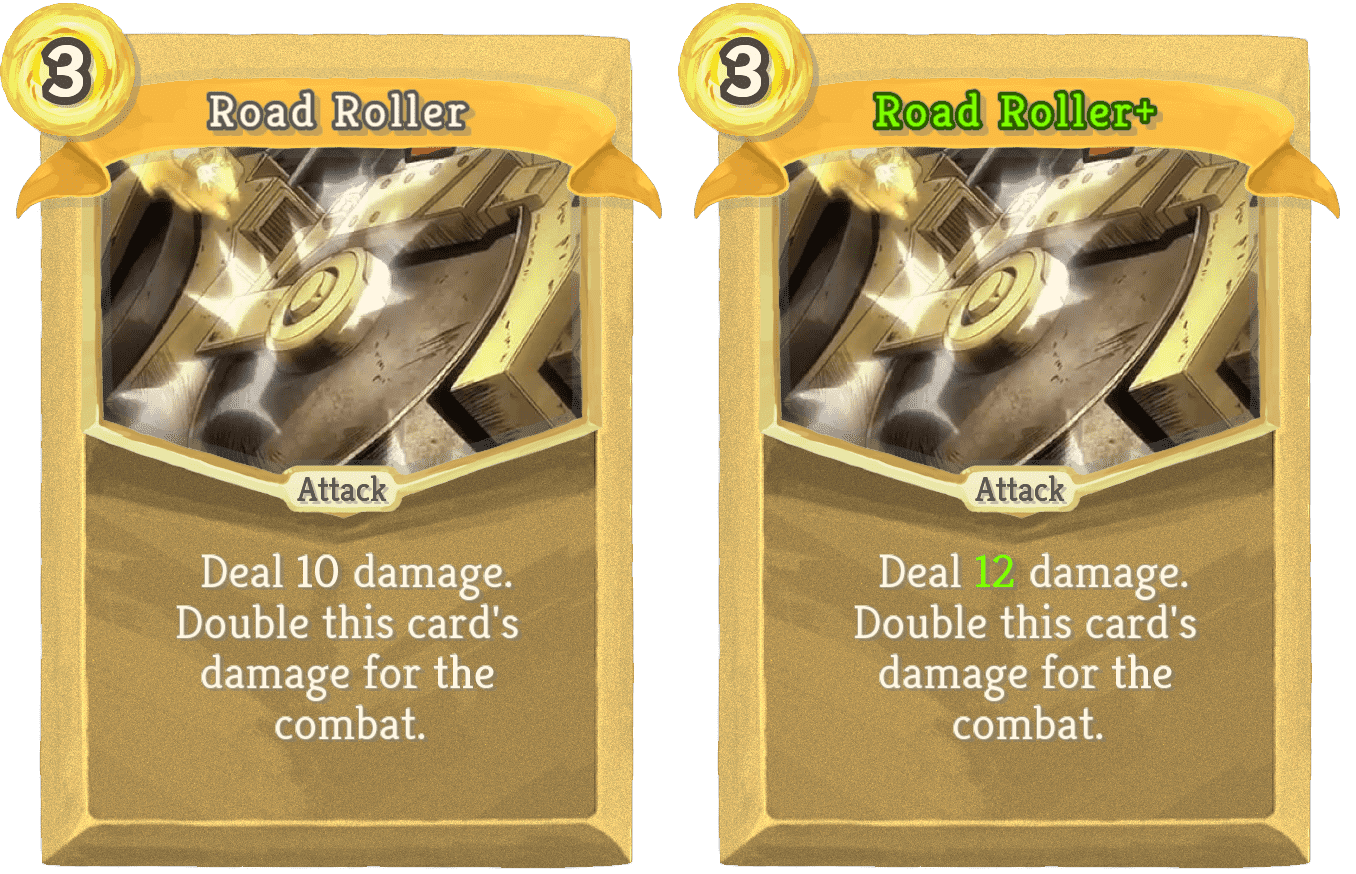 3
Road Roller
Attack
Deal 10 damage.
Double this card's
damage for the
combat.
3
Road Roller+
Attack
Deal 12 damage.
Double this card's
damage for the
combat.